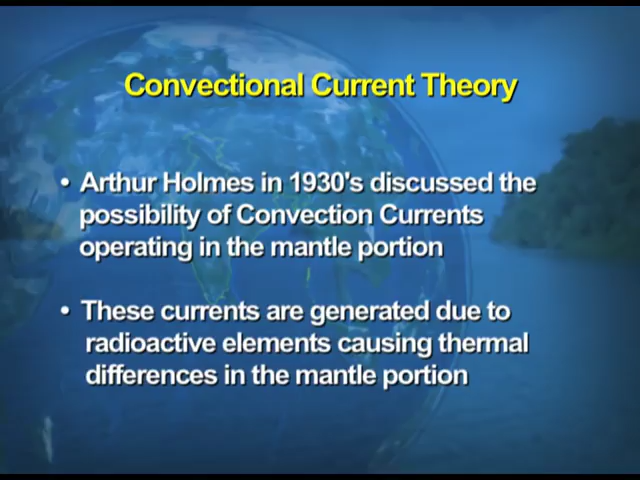 Convectional Current Theory
• Arthur Holmes in 1930's discussed the
possibility of Convection Currents
operating in the mantle portion
• These currents are generated due to
radioactive elements causing thermal
differences in the mantle portion